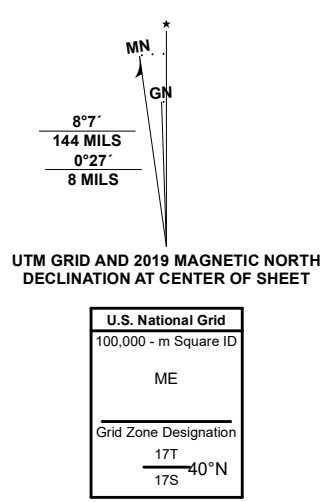 ★
MN
GN
8°7´
144 MILS
0°27´
8 MILS
UTM GRID AND 2019 MAGNETIC NORTH
DECLINATION AT CENTER OF SHEET
U.S. National Grid
100,000 - m Square ID
ME
Grid Zone Designation
17T
40°N
17S